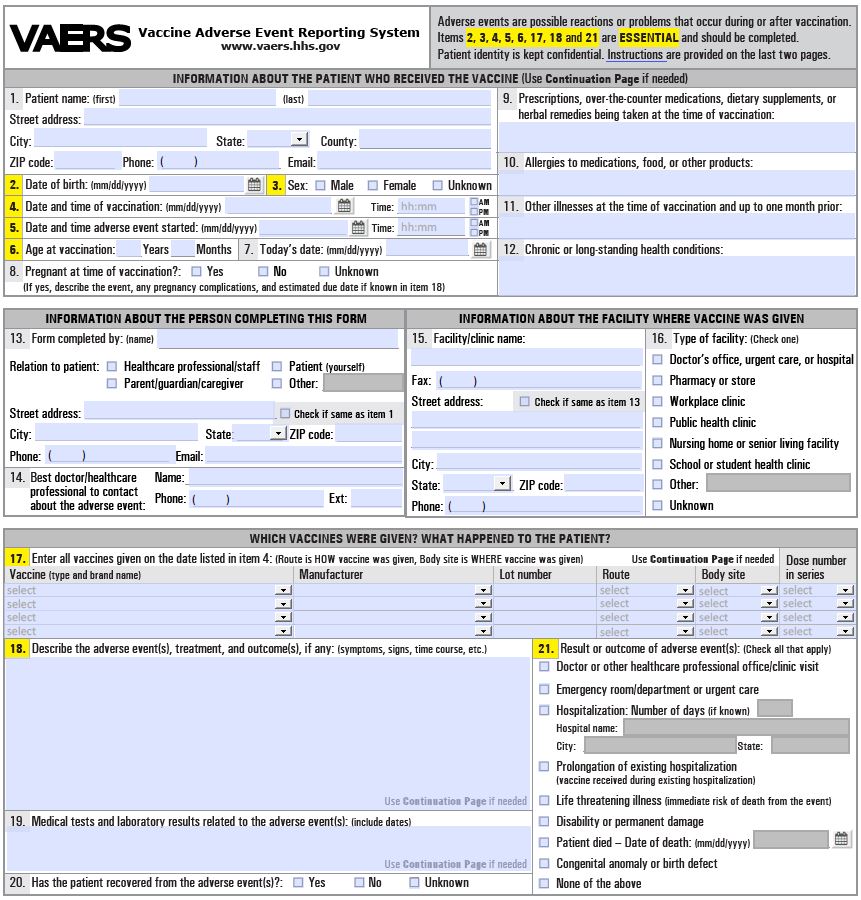 VAERS Vaccine Adverse Event Reporting System
www.vaers.hhs.gov
Adverse events are possible reactions or problems that occur during or after vaccination.
Items 2, 3, 4, 5, 6, 17, 18 and 21 are ESSENTIAL and should be completed.
Patient identity is kept confidential. Instructions are provided on the last two pages.
INFORMATION ABOUT THE PATIENT WHO RECEIVED THE VACCINE (Use Continuation Page if needed)
1. Patient name: (first) (last)
Street address:
City: State: County:
ZIP code: Phone: ( ) Email:
2. Date of birth: (mm/dd/yyyy) 3. Sex: Male Female Unknown
4. Date and time of vaccination: (mm/dd/yyyy) Time: hh:mm AM PM
5. Date and time adverse event started: (mm/dd/yyyy) Time: hh:mm AM PM
6. Age at vaccination: Years Months 7. Today's date: (mm/dd/yyyy)
8. Pregnant at time of vaccination?: Yes No Unknown
(If yes, describe the event, any pregnancy complications, and estimated due date if known in item 18)
9. Prescriptions, over-the-counter medications, dietary supplements, or
herbal remedies being taken at the time of vaccination:
10. Allergies to medications, food, or other products:
11. Other illnesses at the time of vaccination and up to one month prior:
12. Chronic or long-standing health conditions:
INFORMATION ABOUT THE PERSON COMPLETING THIS FORM
13. Form completed by: (name)
Relation to patient: Healthcare professional/staff Patient (yourself)
Parent/guardian/caregiver Other:
Street address: Check if same as item 1
City: State: ZIP code:
Phone: ( ) Email:
14. Best doctor/healthcare
professional to contact
about the adverse event:
Name:
Phone: ( ) Ext:
INFORMATION ABOUT THE FACILITY WHERE VACCINE WAS GIVEN
15. Facility/clinic name:
Fax: ( )
Street address: Check if same as item 13
City:
State: ZIP code:
Phone: ( )
16. Type of facility: (Check one)
Doctor's office, urgent care, or hospital
Pharmacy or store
Workplace clinic
Public health clinic
Nursing home or senior living facility
School or student health clinic
Other:
Unknown
WHICH VACCINES WERE GIVEN? WHAT HAPPENED TO THE PATIENT?
17. Enter all vaccines given on the date listed in item 4: (Route is HOW vaccine was given, Body site is WHERE vaccine was given) Use Continuation Page if needed
Vaccine (type and brand name) Manufacturer Lot number Route Body site Dose number in series
select select select select
select select select select
select select select select
select select select select
18. Describe the adverse event(s), treatment, and outcome(s), if any: (symptoms, signs, time course, etc.)
Use Continuation Page if needed
19. Medical tests and laboratory results related to the adverse event(s): (include dates)
Use Continuation Page if needed
20. Has the patient recovered from the adverse event(s)?: Yes No Unknown
21. Result or outcome of adverse event(s): (Check all that apply)
Doctor or other healthcare professional office/clinic visit
Emergency room/department or urgent care
Hospitalization: Number of days (if known)
Hospital name:
City: State:
Prolongation of existing hospitalization
(vaccine received during existing hospitalization)
Life threatening illness (immediate risk of death from the event)
Disability or permanent damage
Patient died – Date of death: (mm/dd/yyyy)
Congenital anomaly or birth defect
None of the above